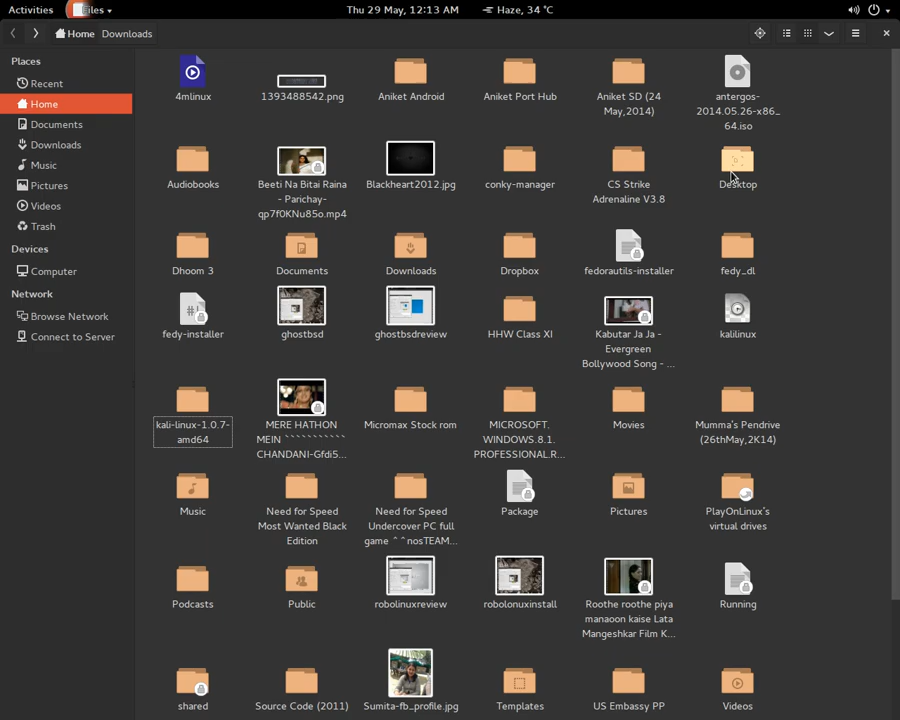 Activities
Files
Thu 29 May, 12:13 AM
Haze, 34 °C
Home
Downloads
Places
Recent
Home
Documents
Downloads
Music
Pictures
Videos
Trash
Devices
Computer
Network
Browse Network
Connect to Server
4mlinux
1393488542.png
Aniket Android
Aniket Port Hub
Aniket SD (24
May,2014)
antergos-
2014.05.26-x86_
64.iso
Audiobooks
Beeti Na Bitai Raina
- Parichay-
qp7f0KNu85o.mp4
Blackheart2012.jpg
conky-manager
CS Strike
Adrenaline V3.8
Desktop
Dhoom 3
Documents
Downloads
Dropbox
fedorautils-installer
fedy_dl
fedy-installer
ghostbsd
ghostbsdreview
HHW Class XI
Kabutar Ja Ja -
Evergreen
Bollywood Song - ...
kalilinux
kali-linux-1.0.7-
amd64
MERE HATHON
MEIN ```````````
CHANDANI-Gfdi5...
Micromax Stock rom
MICROSOFT.
WINDOWS.8.1.
PROFESSIONAL.R...
Movies
Mumma's Pendrive
(26thMay,2K14)
Music
Need for Speed
Most Wanted Black
Edition
Need for Speed
Undercover PC full
game ^^nosTEAM...
Package
Pictures
PlayOnLinux's
virtual drives
Podcasts
Public
robolinuxreview
robolonuxinstall
Roothe roothe piya
manaoon kaise Lata
Mangeshkar Film K...
Running
shared
Source Code (2011)
Sumita-fb_profile.jpg
Templates
US Embassy PP
Videos